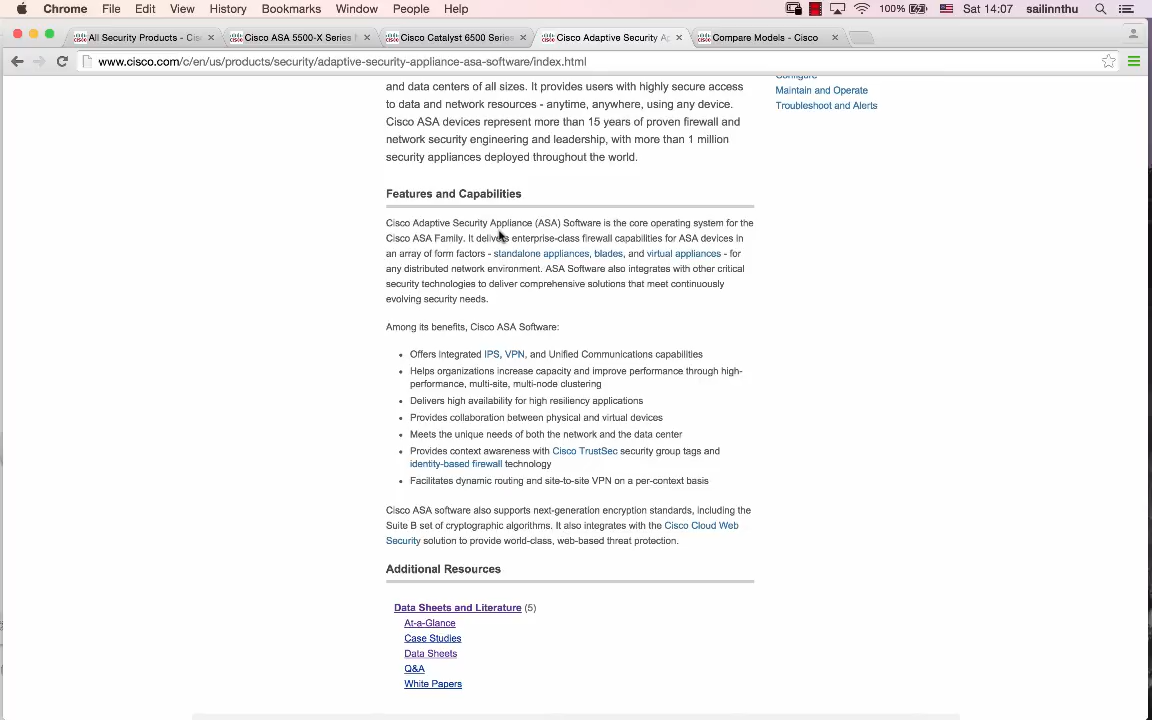 Chrome File Edit View History Bookmarks Window People Help 100% Sat 14:07 sailinnthu
All Security Products - Ci Cisco ASA 5500-X Series Cisco Catalyst 6500 Series Cisco Adaptive Security A Compare Models - Cisco
www.cisco.com/c/en/us/products/security/adaptive-security-appliance-asa-software/index.html
and data centers of all sizes. It provides users with highly secure access
to data and network resources - anytime, anywhere, using any device.
Cisco ASA devices represent more than 15 years of proven firewall and
network security engineering and leadership, with more than 1 million
security appliances deployed throughout the world.
Configure
Maintain and Operate
Troubleshoot and Alerts
Features and Capabilities
Cisco Adaptive Security Appliance (ASA) Software is the core operating system for the
Cisco ASA Family. It delivers enterprise-class firewall capabilities for ASA devices in
an array of form factors - standalone appliances, blades, and virtual appliances - for
any distributed network environment. ASA Software also integrates with other critical
security technologies to deliver comprehensive solutions that meet continuously
evolving security needs.
Among its benefits, Cisco ASA Software:
• Offers integrated IPS, VPN, and Unified Communications capabilities
• Helps organizations increase capacity and improve performance through high-
performance, multi-site, multi-node clustering
• Delivers high availability for high resiliency applications
• Provides collaboration between physical and virtual devices
• Meets the unique needs of both the network and the data center
• Provides context awareness with Cisco TrustSec security group tags and
identity-based firewall technology
• Facilitates dynamic routing and site-to-site VPN on a per-context basis
Cisco ASA software also supports next-generation encryption standards, including the
Suite B set of cryptographic algorithms. It also integrates with the Cisco Cloud Web
Security solution to provide world-class, web-based threat protection.
Additional Resources
Data Sheets and Literature (5)
At-a-Glance
Case Studies
Data Sheets
Q&A
White Papers